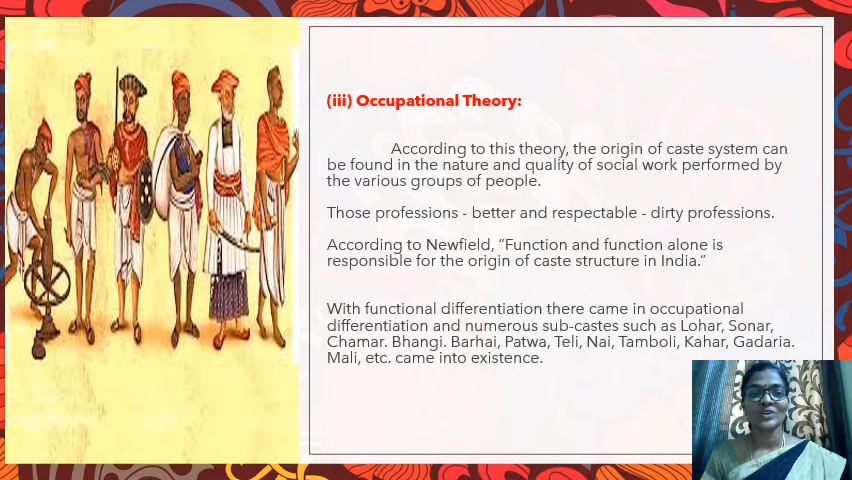 (iii) Occupational Theory:
According to this theory, the origin of caste system can
be found in the nature and quality of social work performed by
the various groups of people.
Those professions - better and respectable - dirty professions.
According to Newfield, “Function and function alone is
responsible for the origin of caste structure in India.”
With functional differentiation there came in occupational
differentiation and numerous sub-castes such as Lohar, Sonar,
Chamar. Bhangi. Barhai, Patwa, Teli, Nai, Tamboli, Kahar, Gadaria.
Mali, etc. came into existence.